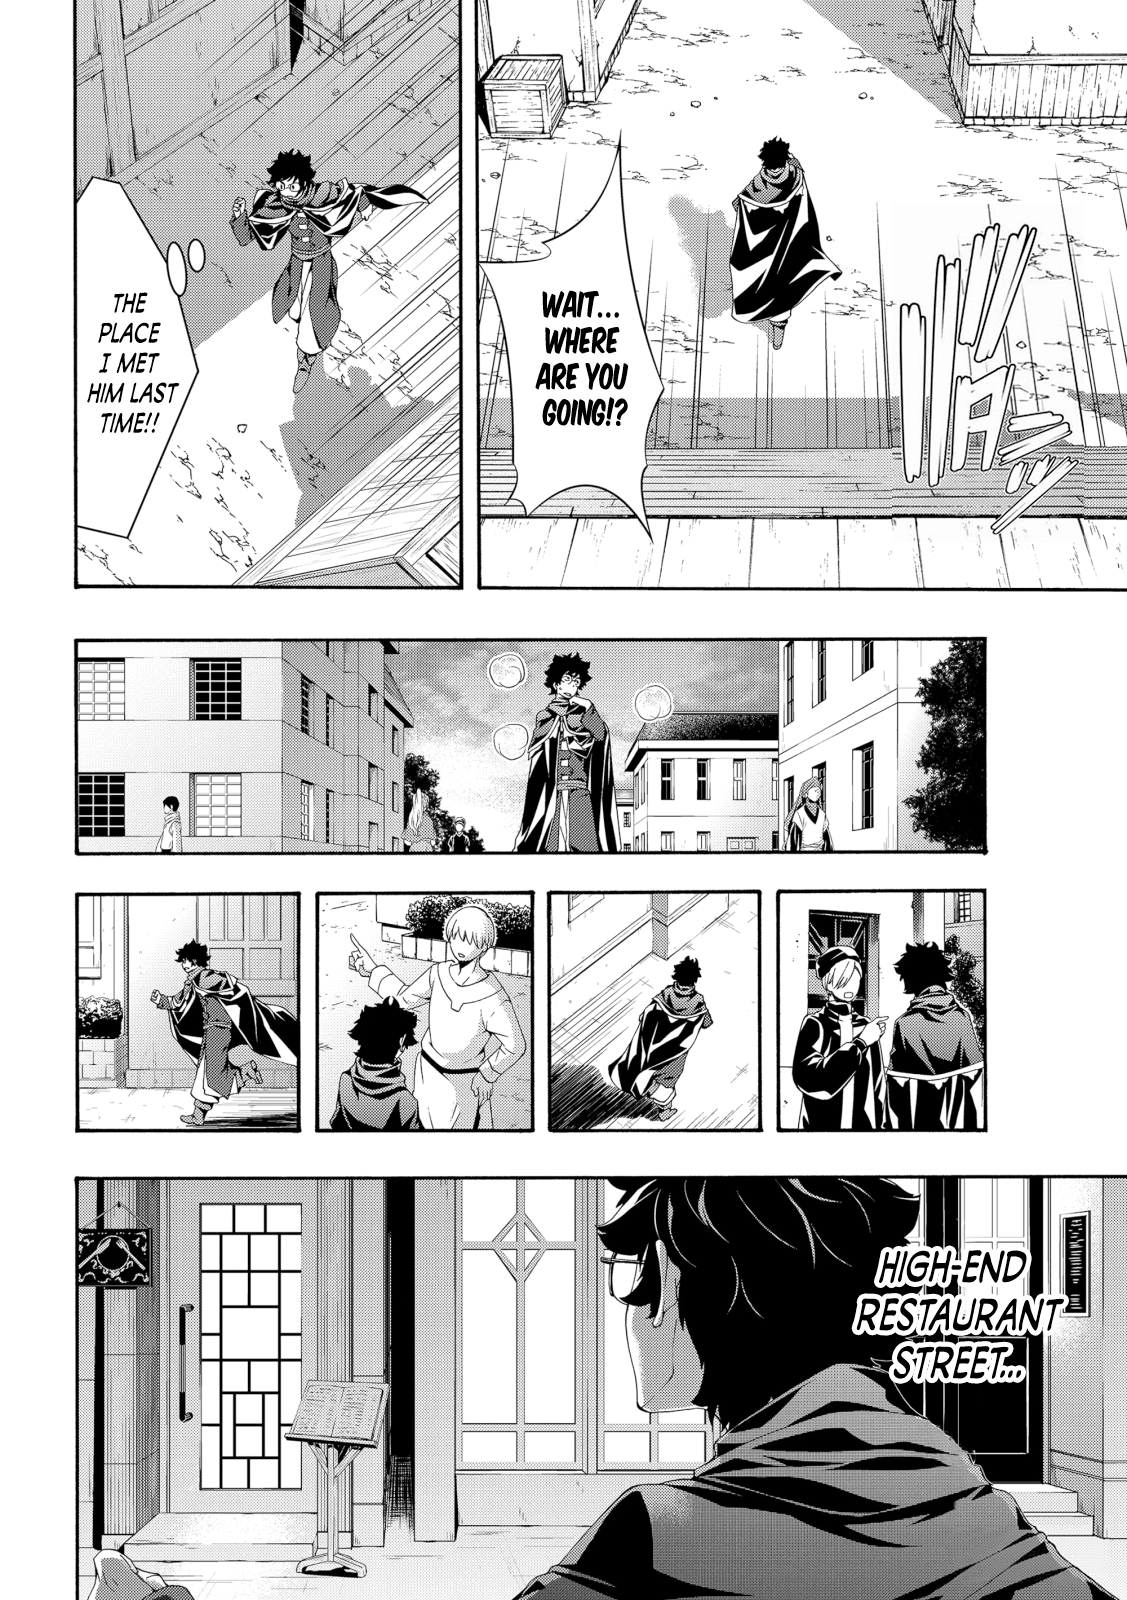 WAIT...
WHERE
ARE YOU
GOING!?
THE
PLACE
I MET
HIM LAST
TIME!!
HIGH-END
RESTAURANT
STREET...